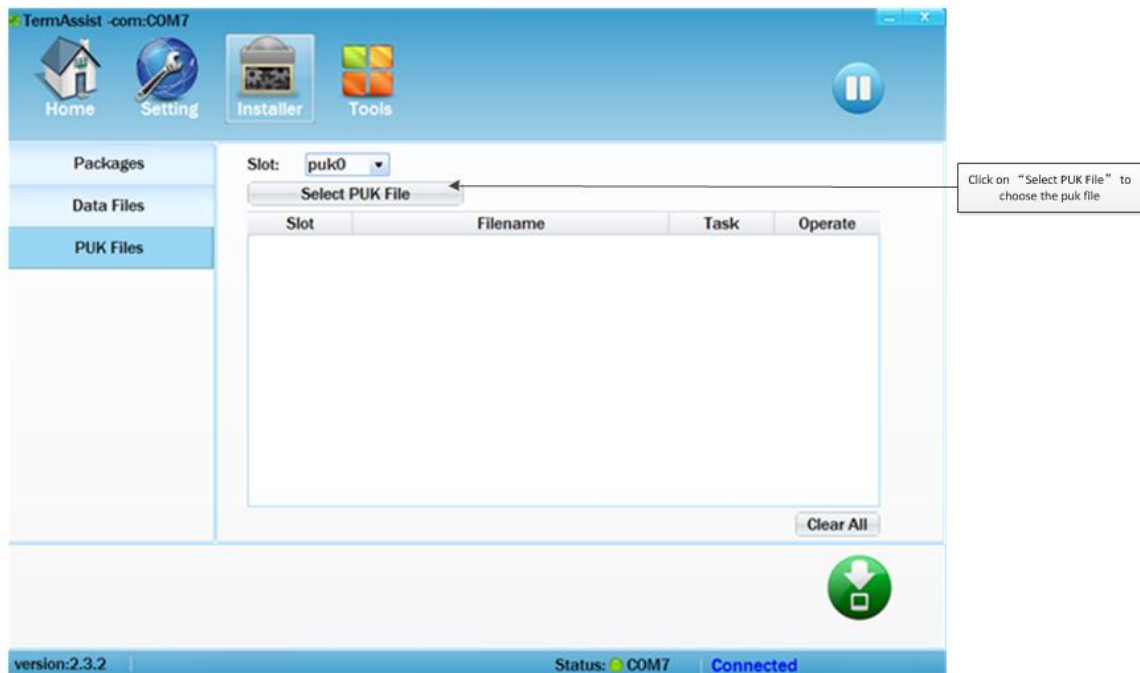 TermAssist -com:COM7
Home Setting Installer Tools
Packages
Data Files
PUK Files
Slot: puk0
Select PUK File
Slot Filename Task Operate
Clear All
Click on “Select PUK File” to
choose the puk file
version:2.3.2 Status: COM7 Connected